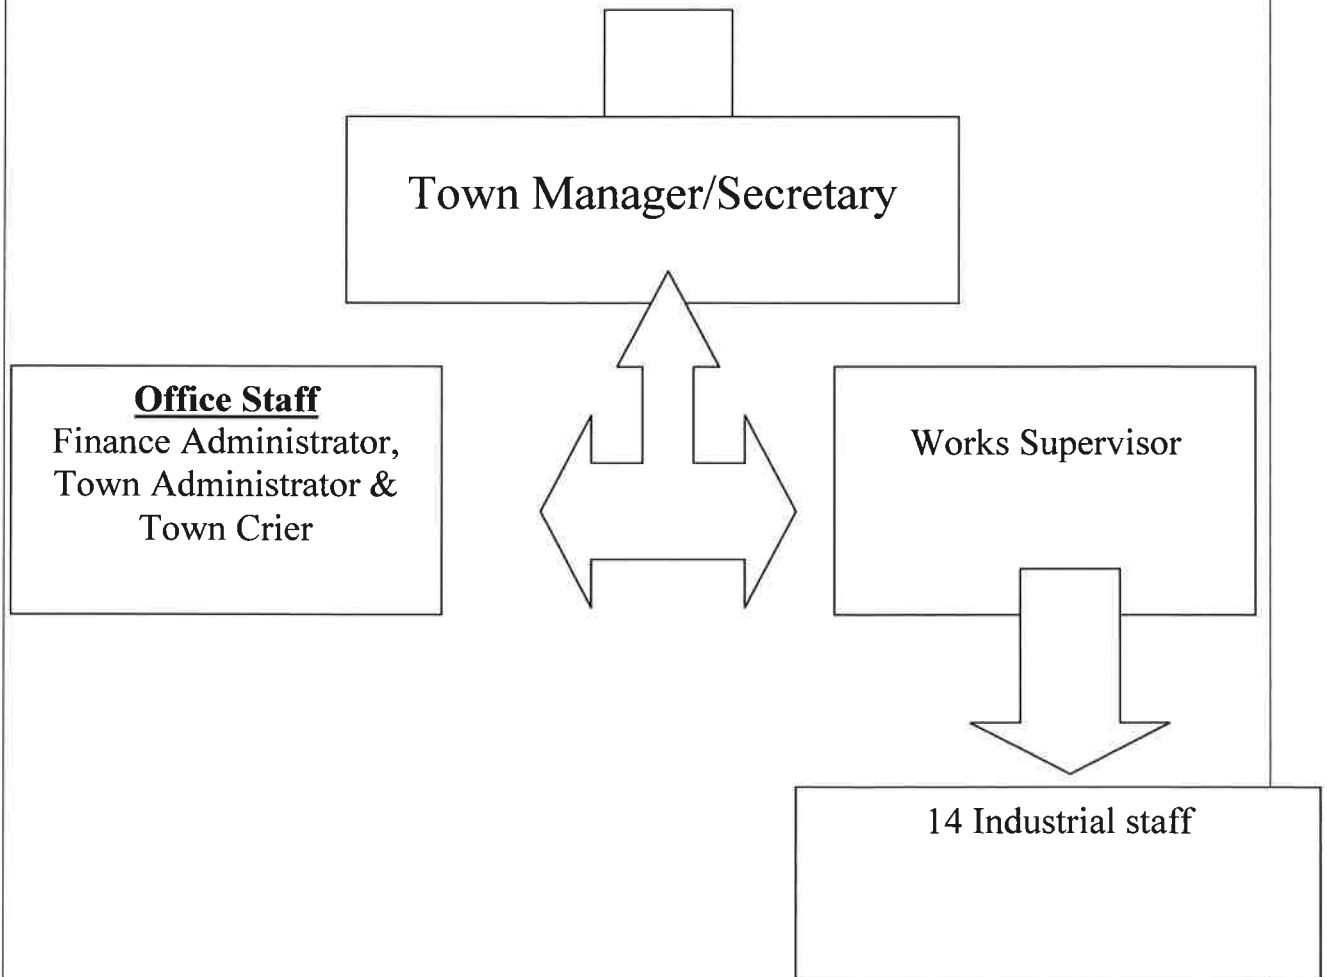 Town Manager/Secretary
Office Staff
Finance Administrator,
Town Administrator &
Town Crier
Works Supervisor
14 Industrial staff